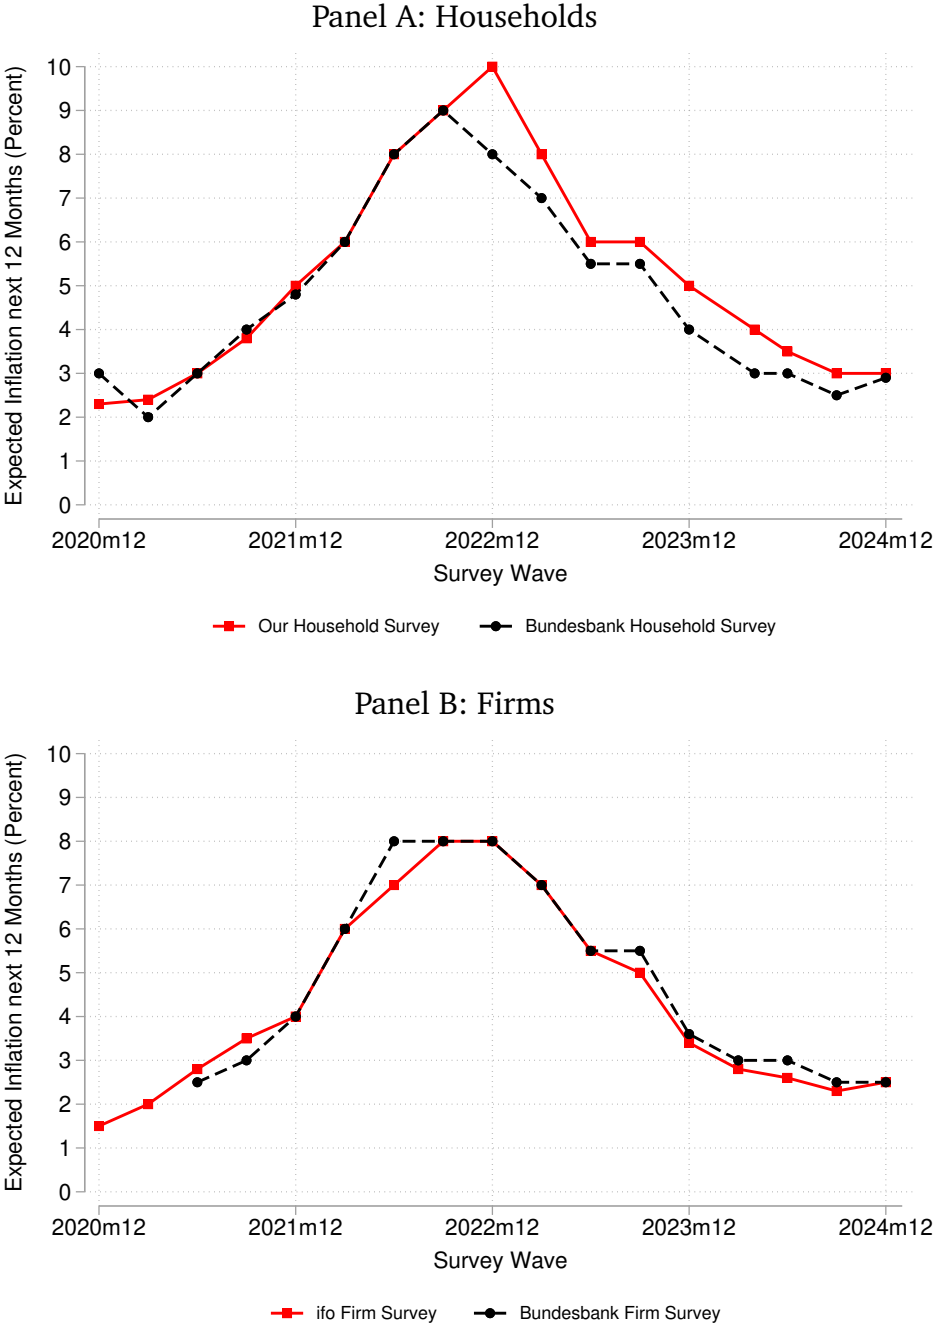 Panel A: Households
Expected Inflation next 12 Months (Percent)
10
9
8
7
6
5
4
3
2
1
0
2020m12 2021m12 2022m12 2023m12 2024m12
Survey Wave
Our Household Survey Bundesbank Household Survey
Panel B: Firms
Expected Inflation next 12 Months (Percent)
10
9
8
7
6
5
4
3
2
1
0
2020m12 2021m12 2022m12 2023m12 2024m12
Survey Wave
ifo Firm Survey Bundesbank Firm Survey